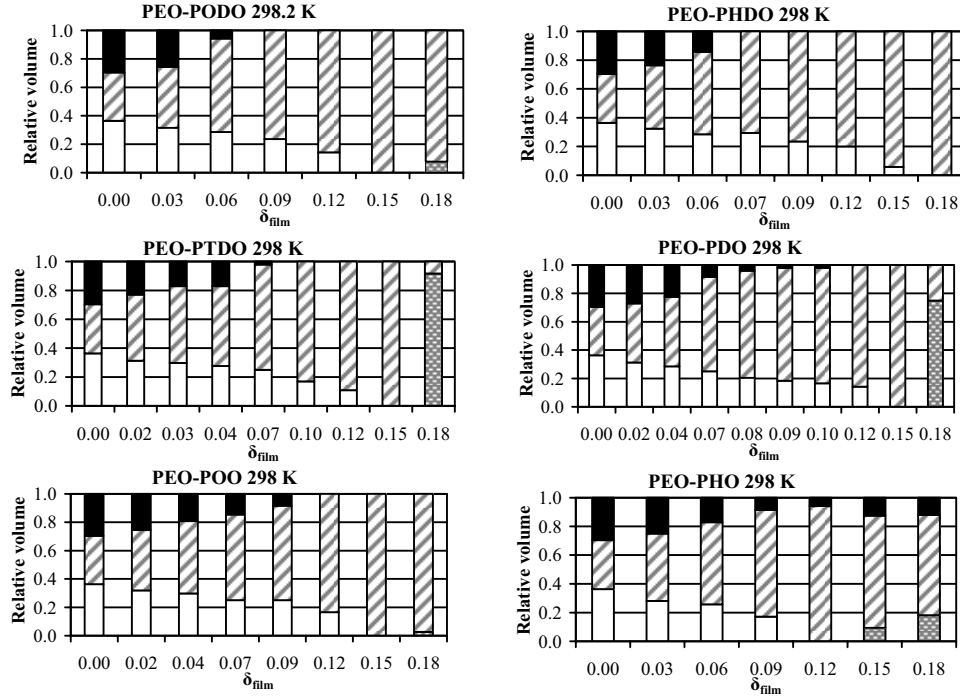 PEO-PODO 298.2 K
Relative volume
1.0
0.8
0.6
0.4
0.2
0.0
0.00 0.03 0.06 0.09 0.12 0.15 0.18
δfilm
PEO-PHDO 298 K
Relative volume
1.0
0.8
0.6
0.4
0.2
0.0
0.00 0.03 0.06 0.07 0.09 0.12 0.15 0.18
δfilm
PEO-PTDO 298 K
Relative volume
1.0
0.8
0.6
0.4
0.2
0.0
0.00 0.02 0.03 0.04 0.07 0.10 0.12 0.15 0.18
δfilm
PEO-PDO 298 K
Relative volume
1.0
0.8
0.6
0.4
0.2
0.0
0.00 0.02 0.04 0.07 0.08 0.09 0.10 0.12 0.15 0.18
δfilm
PEO-POO 298 K
Relative volume
1.0
0.8
0.6
0.4
0.2
0.0
0.00 0.02 0.04 0.07 0.09 0.12 0.15 0.18
δfilm
PEO-PHO 298 K
Relative volume
1.0
0.8
0.6
0.4
0.2
0.0
0.00 0.03 0.06 0.09 0.12 0.15 0.18
δfilm